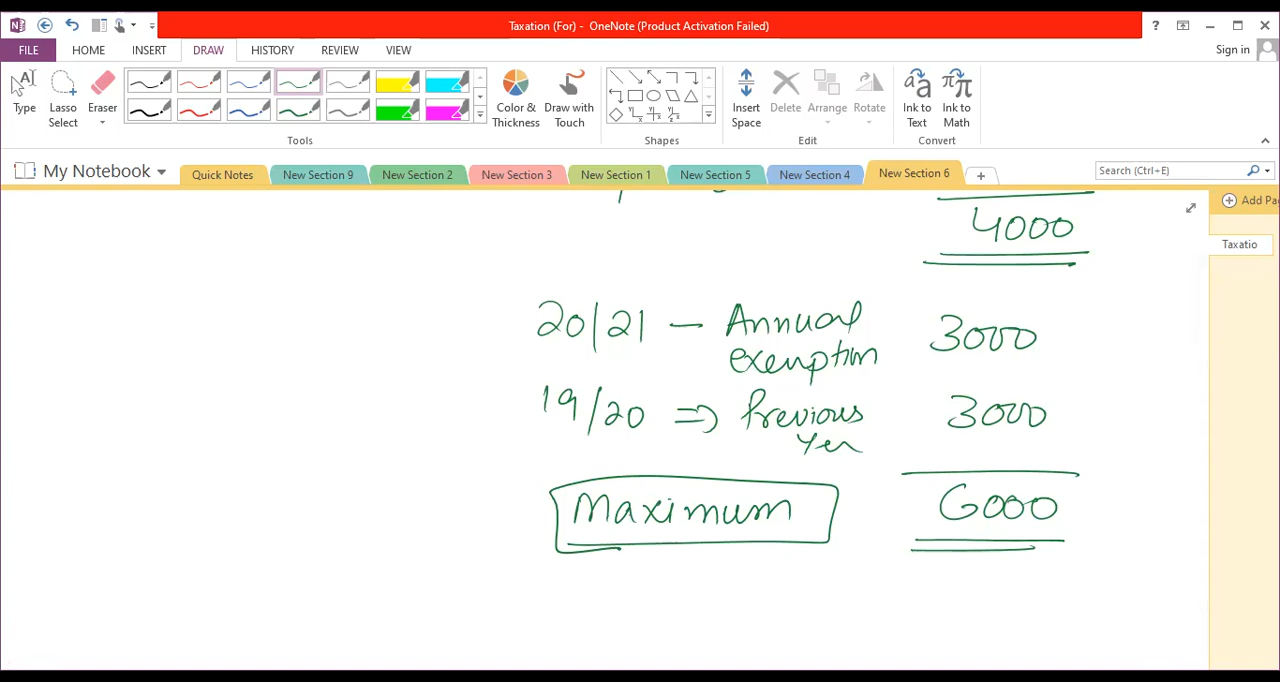 Taxation (For) - OneNote (Product Activation Failed)
?
FILE HOME INSERT DRAW HISTORY REVIEW VIEW
Sign in
Type
Lasso Select
Eraser
Color & Thickness
Draw with Touch
Insert Space
Delete
Arrange
Rotate
Ink to Text
Ink to Math
Tools
Shapes
Edit
Convert
My Notebook
Quick Notes New Section 9 New Section 2 New Section 3 New Section 1 New Section 5 New Section 4 New Section 6
Search (Ctrl+E)
Add Pag
Taxatio
4000
20/21 — Annual exemption 3000
19/20 => Previous Yer 3000
Maximum 6000